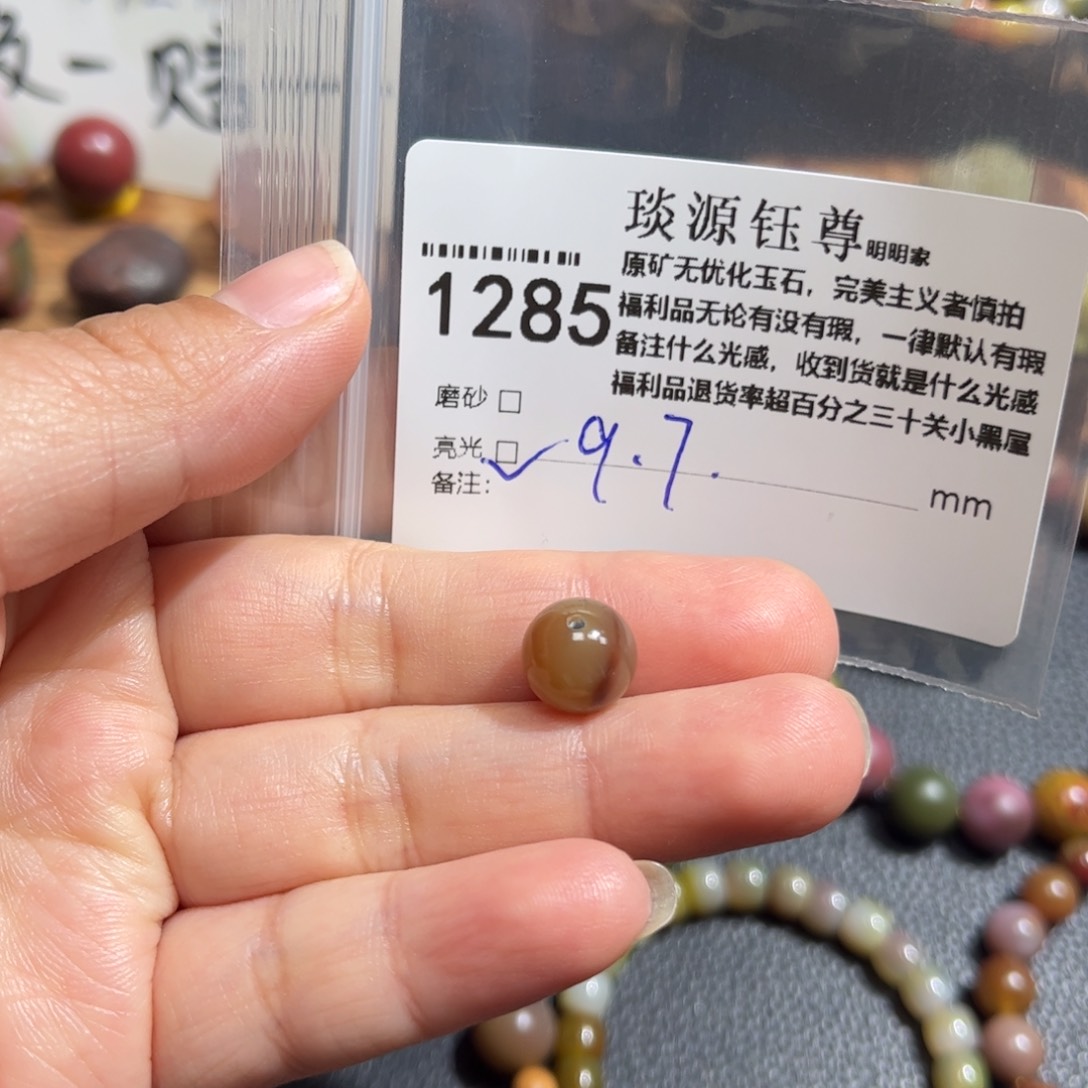 一赔
琰源钰尊明明家
原矿无优化玉石，完美主义者慎拍
1285
福利品无论有没有瑕，一律默认有瑕
备注什么光感，收到货就是什么光感
福利品退货率超百分之三十关小黑屋
磨砂□
亮光□✓ 9.7. mm
备注：